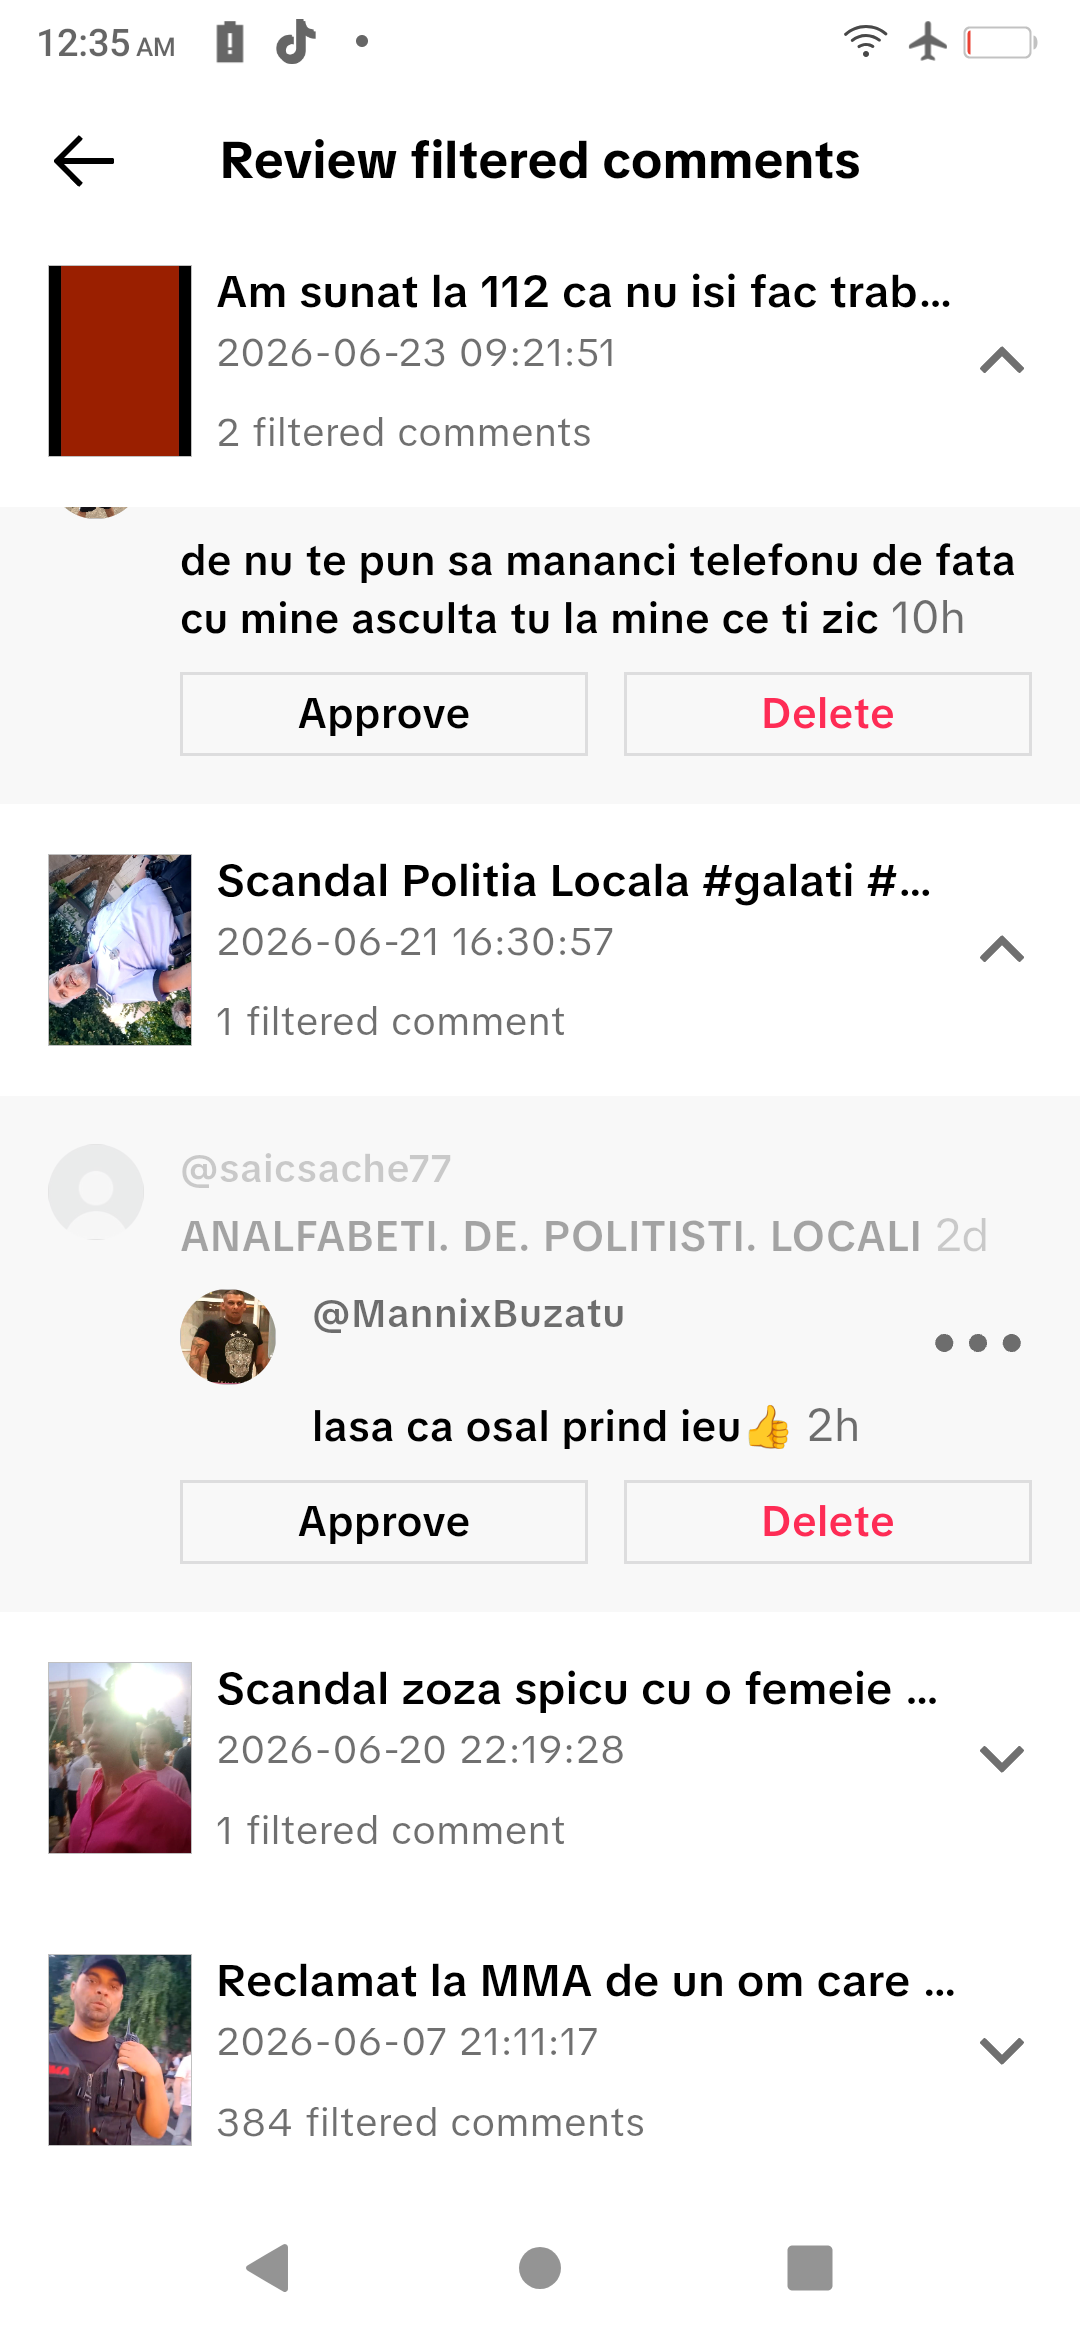 12:35 AM
Review filtered comments
Am sunat la 112 ca nu isi fac trab...
2026-06-23 09:21:51
2 filtered comments
de nu te pun sa mananci telefonu de fata
cu mine asculta tu la mine ce ti zic 10h
Approve Delete
Scandal Politia Locala #galati #...
2026-06-21 16:30:57
1 filtered comment
@saicsache77
ANALFABETI. DE. POLITISTI. LOCALI 2d
@MannixBuzatu
lasa ca osal prind ieu👍 2h
Approve Delete
Scandal zoza spicu cu o femeie ...
2026-06-20 22:19:28
1 filtered comment
Reclamat la MMA de un om care ...
2026-06-07 21:11:17
384 filtered comments